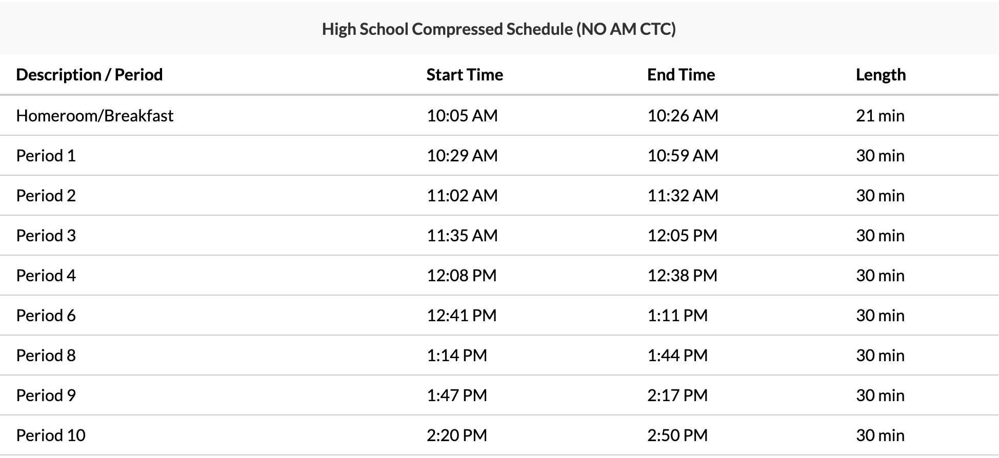 High School Compressed Schedule (NO AM CTC)
Description / Period Start Time End Time Length
Homeroom/Breakfast 10:05 AM 10:26 AM 21 min
Period 1 10:29 AM 10:59 AM 30 min
Period 2 11:02 AM 11:32 AM 30 min
Period 3 11:35 AM 12:05 PM 30 min
Period 4 12:08 PM 12:38 PM 30 min
Period 6 12:41 PM 1:11 PM 30 min
Period 8 1:14 PM 1:44 PM 30 min
Period 9 1:47 PM 2:17 PM 30 min
Period 10 2:20 PM 2:50 PM 30 min